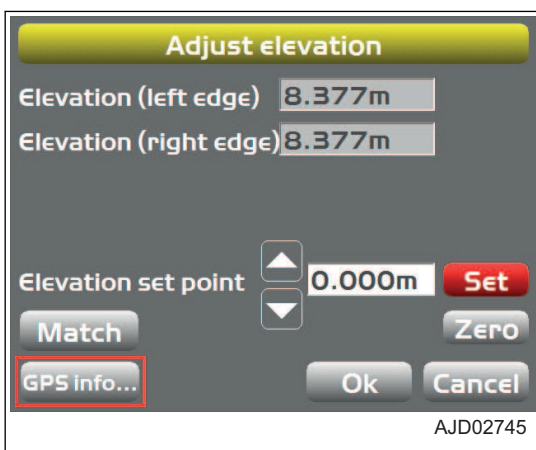 Adjust elevation
Elevation (left edge) 8.377m
Elevation (right edge) 8.377m
Elevation set point 0.000m Set
Match Zero
GPS info... Ok Cancel
AJD02745